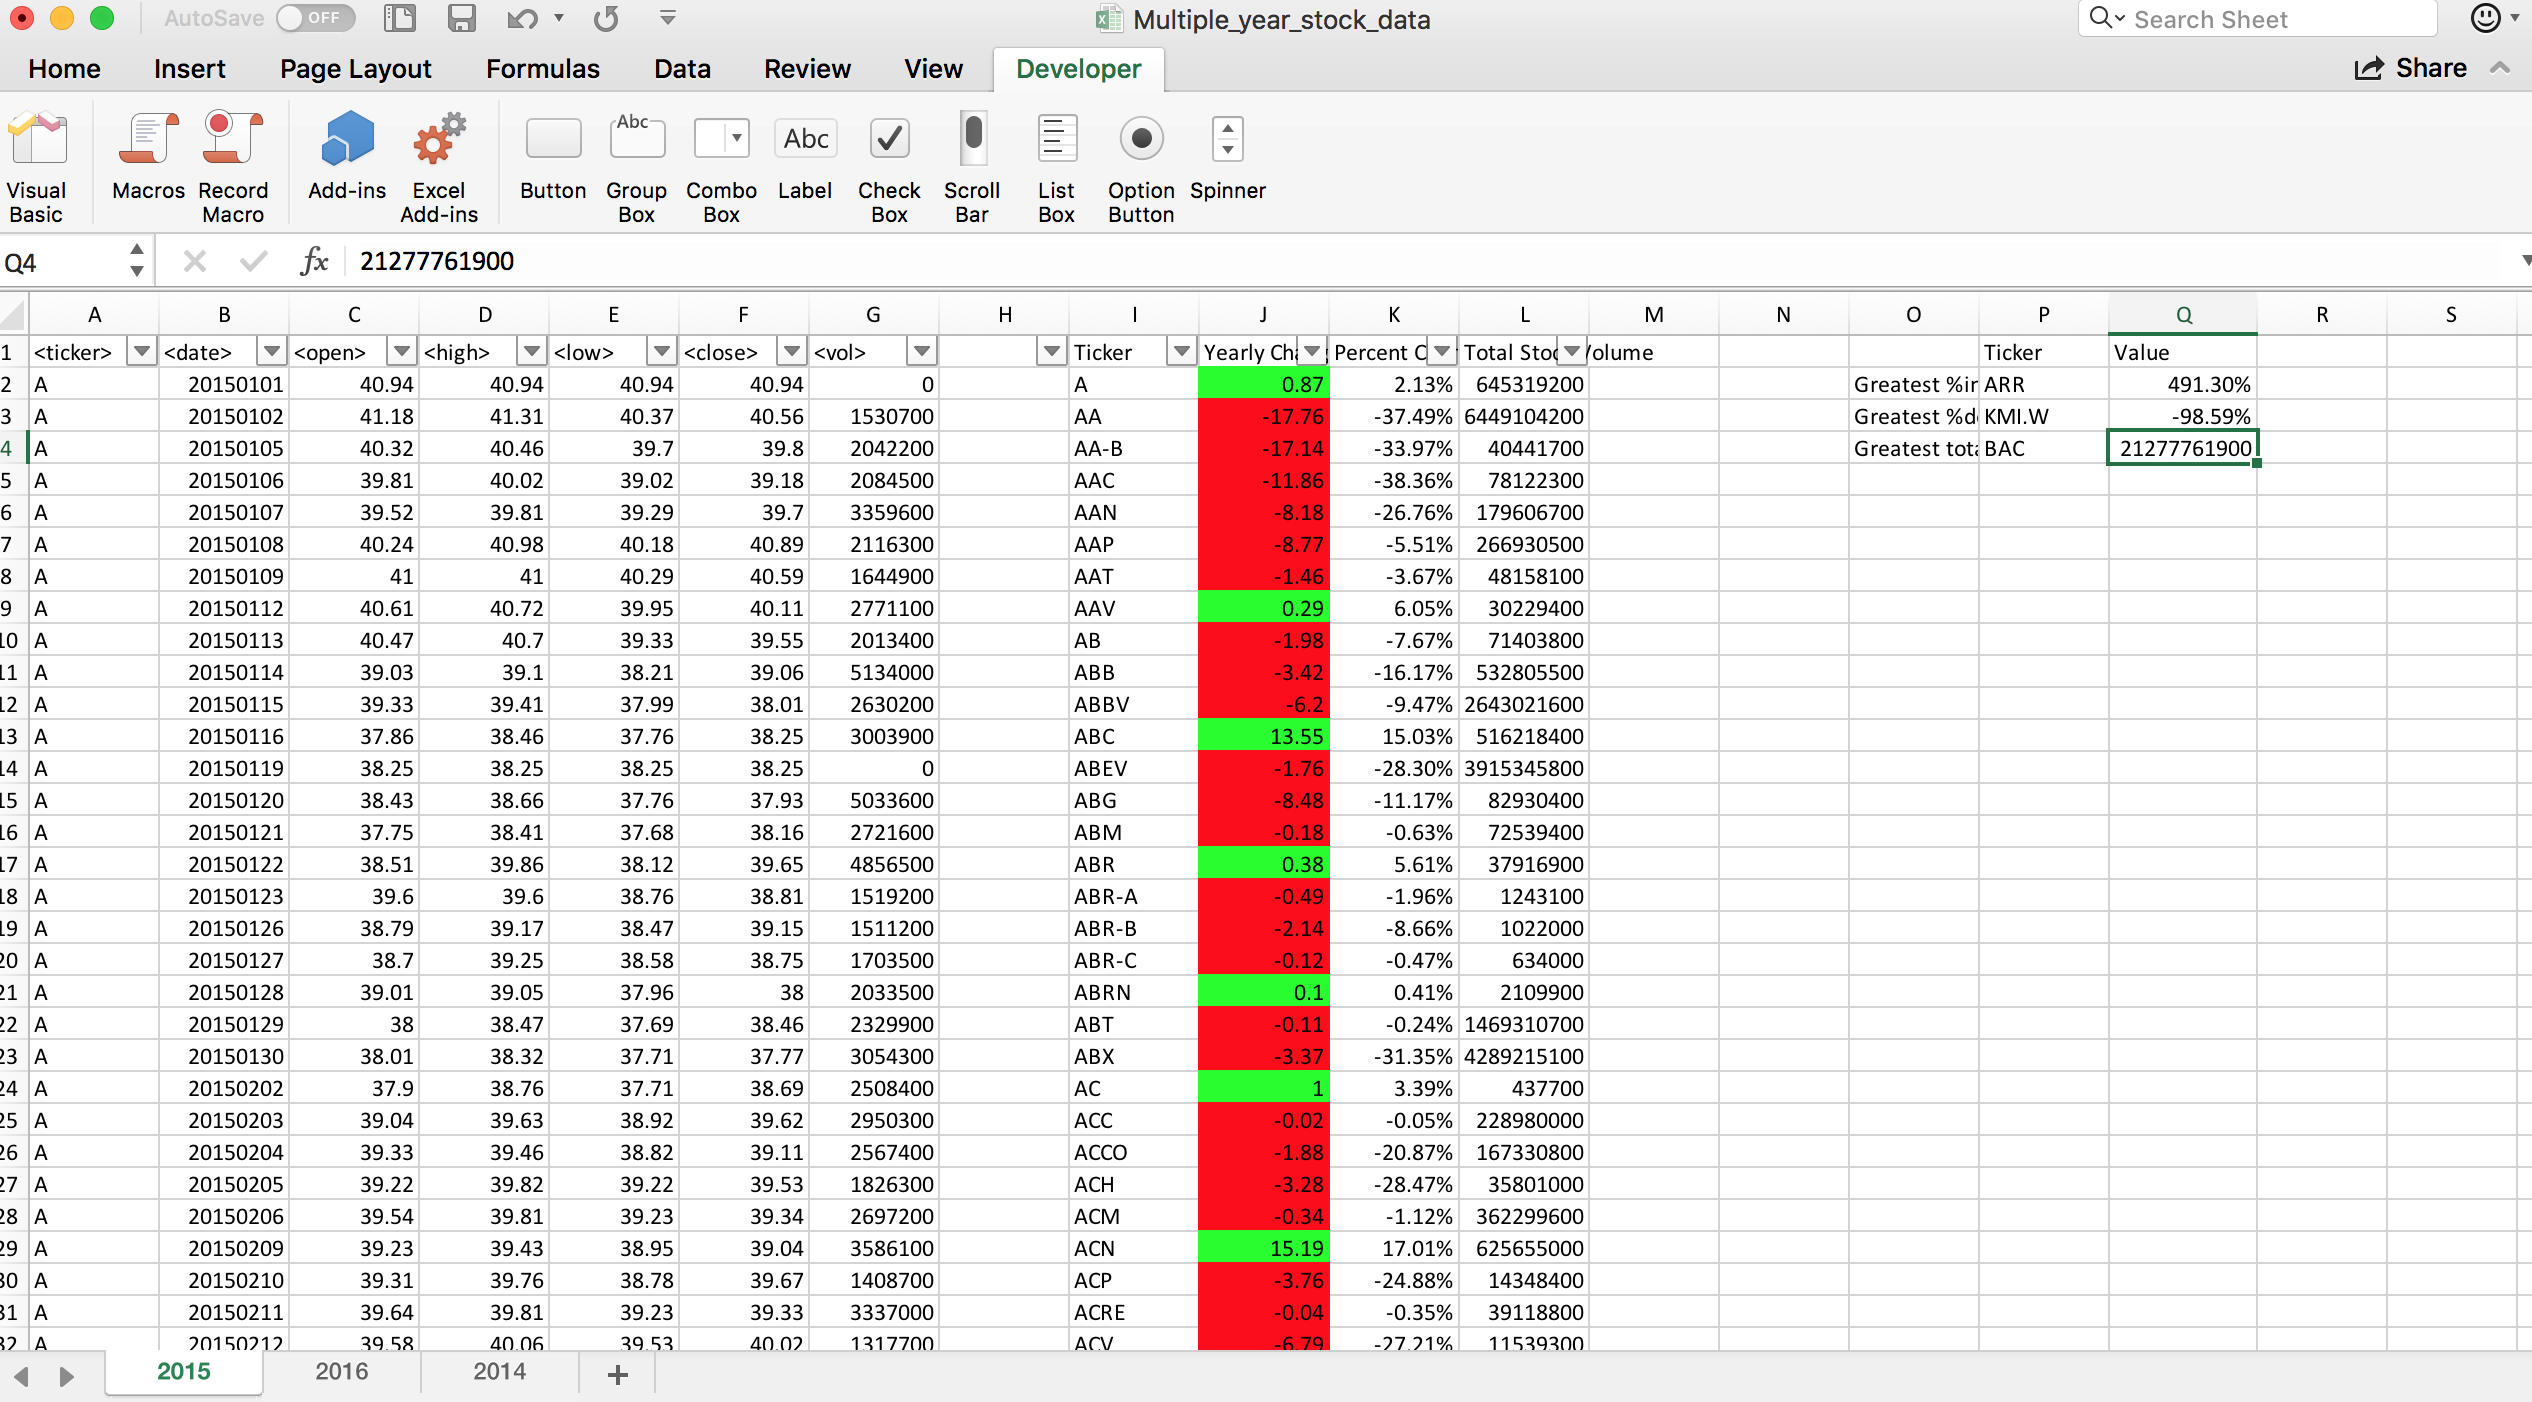 AutoSave OFF Multiple_year_stock_data Search Sheet
Home Insert Page Layout Formulas Data Review View Developer Share
Visual Basic Macros Record Macro Add-ins Excel Add-ins Button Abc Group Box Combo Box Abc Label Check Box Scroll Bar List Box Option Button Spinner
Q4 fx 21277761900
A B C D E F G H I J K L M N O P Q R S
1 <ticker> <date> <open> <high> <low> <close> <vol> Ticker Yearly Cha Percent C Total Stoc Volume Ticker Value
2 A 20150101 40.94 40.94 40.94 40.94 0 A 0.87 2.13% 645319200 Greatest %in ARR 491.30%
3 A 20150102 41.18 41.31 40.37 40.56 1530700 AA -17.76 -37.49% 6449104200 Greatest %de KMI.W -98.59%
4 A 20150105 40.32 40.46 39.7 39.8 2042200 AA-B -17.14 -33.97% 40441700 Greatest tota BAC 21277761900
5 A 20150106 39.81 40.02 39.02 39.18 2084500 AAC -11.86 -38.36% 78122300
6 A 20150107 39.52 39.81 39.29 39.7 3359600 AAN -8.18 -26.76% 179606700
7 A 20150108 40.24 40.98 40.18 40.89 2116300 AAP -8.77 -5.51% 266930500
8 A 20150109 41 41 40.29 40.59 1644900 AAT -1.46 -3.67% 48158100
9 A 20150112 40.61 40.72 39.95 40.11 2771100 AAV 0.29 6.05% 30229400
10 A 20150113 40.47 40.7 39.33 39.55 2013400 AB -1.98 -7.67% 71403800
11 A 20150114 39.03 39.1 38.21 39.06 5134000 ABB -3.42 -16.17% 532805500
12 A 20150115 39.33 39.41 37.99 38.01 2630200 ABBV -6.2 -9.47% 2643021600
13 A 20150116 37.86 38.46 37.76 38.25 3003900 ABC 13.55 15.03% 516218400
14 A 20150119 38.25 38.25 38.25 38.25 0 ABEV -1.76 -28.30% 3915345800
15 A 20150120 38.43 38.66 37.76 37.93 5033600 ABG -8.48 -11.17% 82930400
16 A 20150121 37.75 38.41 37.68 38.16 2721600 ABM -0.18 -0.63% 72539400
17 A 20150122 38.51 39.86 38.12 39.65 4856500 ABR 0.38 5.61% 37916900
18 A 20150123 39.6 39.6 38.76 38.81 1519200 ABR-A -0.49 -1.96% 1243100
19 A 20150126 38.79 39.17 38.47 39.15 1511200 ABR-B -2.14 -8.66% 1022000
20 A 20150127 38.7 39.25 38.58 38.75 1703500 ABR-C -0.12 -0.47% 634000
21 A 20150128 39.01 39.05 37.96 38 2033500 ABRN 0.1 0.41% 2109900
22 A 20150129 38 38.47 37.69 38.46 2329900 ABT -0.11 -0.24% 1469310700
23 A 20150130 38.01 38.32 37.71 37.77 3054300 ABX -3.37 -31.35% 4289215100
24 A 20150202 37.9 38.76 37.71 38.69 2508400 AC 1 3.39% 437700
25 A 20150203 39.04 39.63 38.92 39.62 2950300 ACC -0.02 -0.05% 228980000
26 A 20150204 39.33 39.46 38.82 39.11 2567400 ACCO -1.88 -20.87% 167330800
27 A 20150205 39.22 39.82 39.22 39.53 1826300 ACH -3.28 -28.47% 35801000
28 A 20150206 39.54 39.81 39.23 39.34 2697200 ACM -0.34 -1.12% 362299600
29 A 20150209 39.23 39.43 38.95 39.04 3586100 ACN 15.19 17.01% 625655000
30 A 20150210 39.31 39.76 38.78 39.67 1408700 ACP -3.76 -24.88% 14348400
31 A 20150211 39.64 39.81 39.23 39.33 3337000 ACRE -0.04 -0.35% 39118800
32 A 20150212 39.58 40.06 39.53 40.02 1317700 ACV -6.79 -27.21% 11539300
2015 2016 2014 +